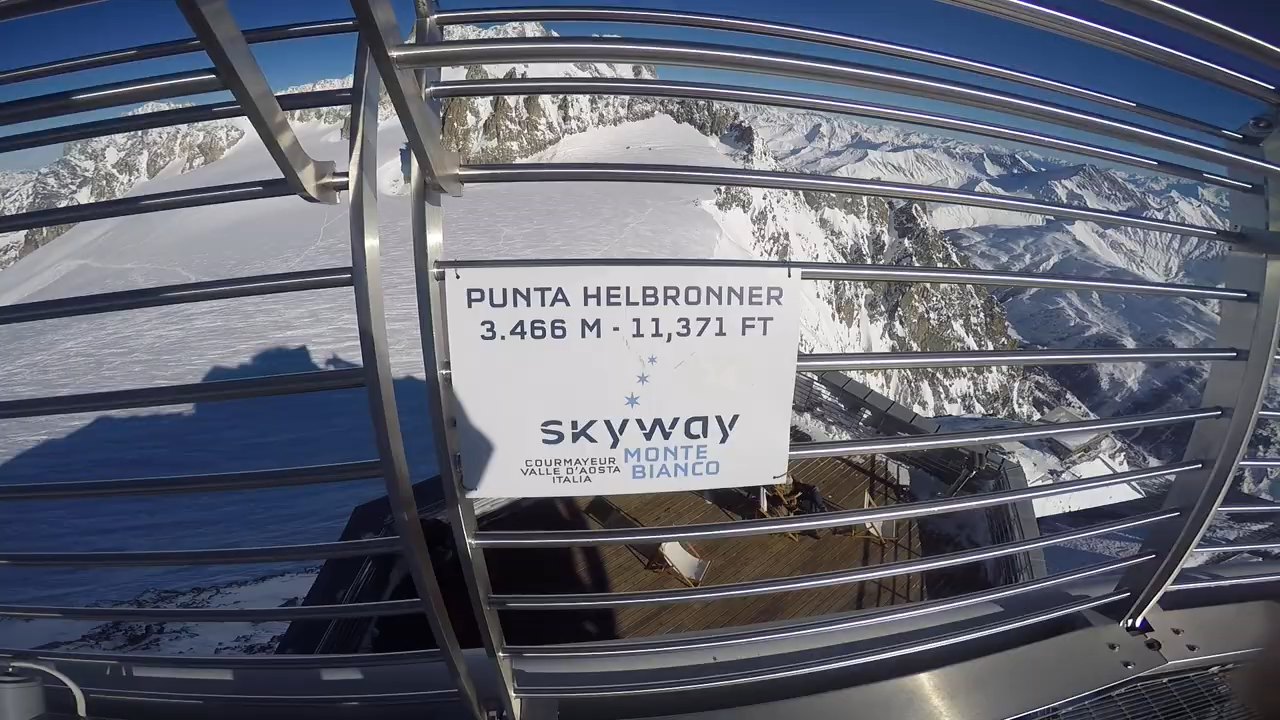 PUNTA HELBRONNER
3.466 M - 11,371 FT
SKYWAY
MONTE
BIANCO
COURMAYEUR
VALLE D'AOSTA
ITALIA